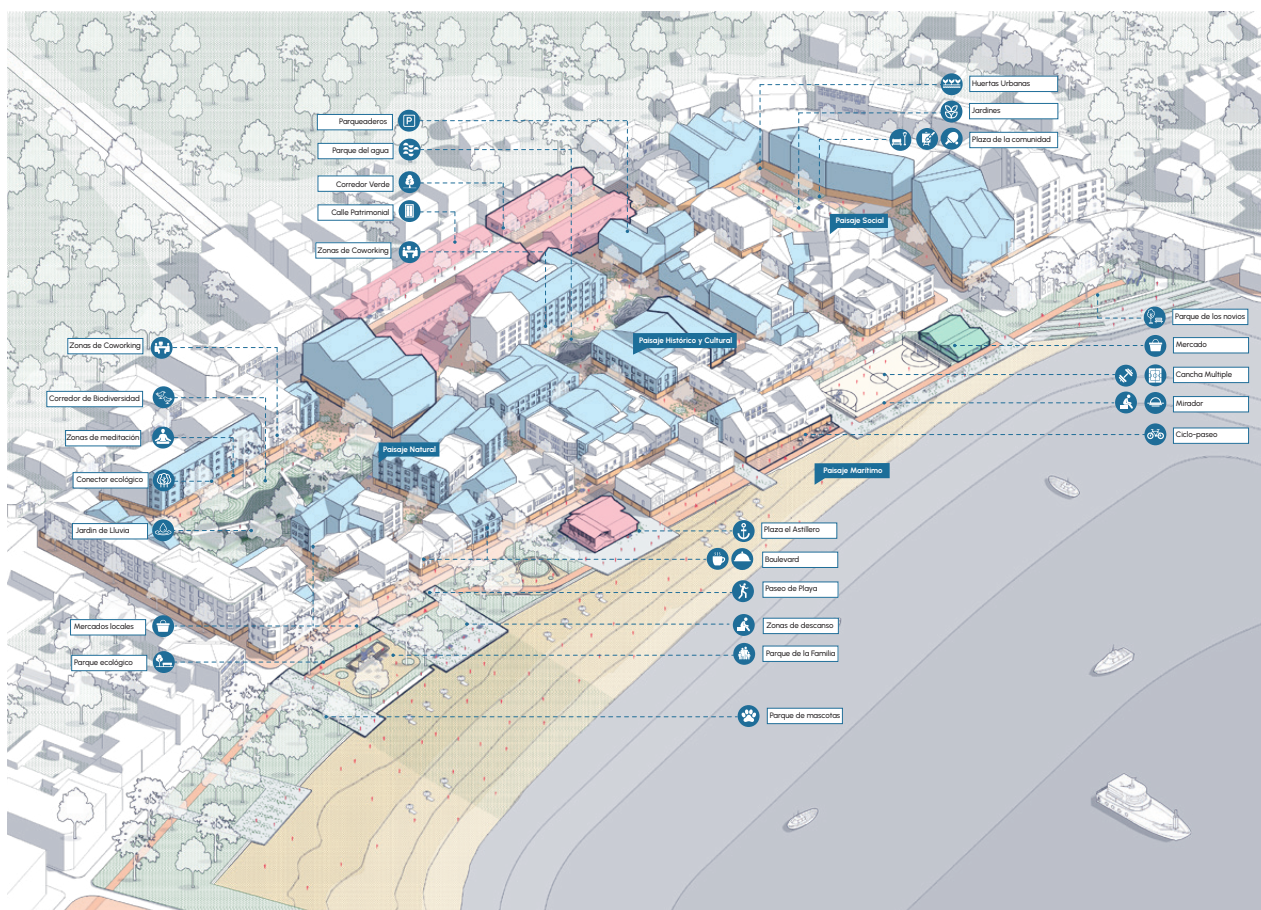 Huertas Urbanas
Jardines
Plaza de la comunidad
Parqueaderos
P
Parque del agua
Corredor Verde
Calle Patrimonial
Zonas de Coworking
Paisaje Social
Parque de los novios
Mercado
Cancha Multiple
Mirador
Ciclo-paseo
Paisaje Histórico y Cultural
Zonas de Coworking
Corredor de Biodiversidad
Zonas de meditación
Conector ecológico
Jardin de Lluvia
Paisaje Natural
Paisaje Marítimo
Plaza el Astillero
Boulevard
Paseo de Playa
Zonas de descanso
Parque de la Familia
Parque de mascotas
Mercados locales
Parque ecológico